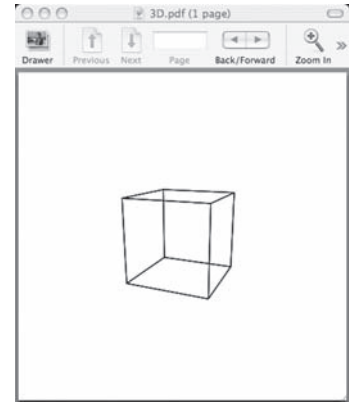 3D.pdf (1 page)
Drawer Previous Next Page Back/Forward Zoom In